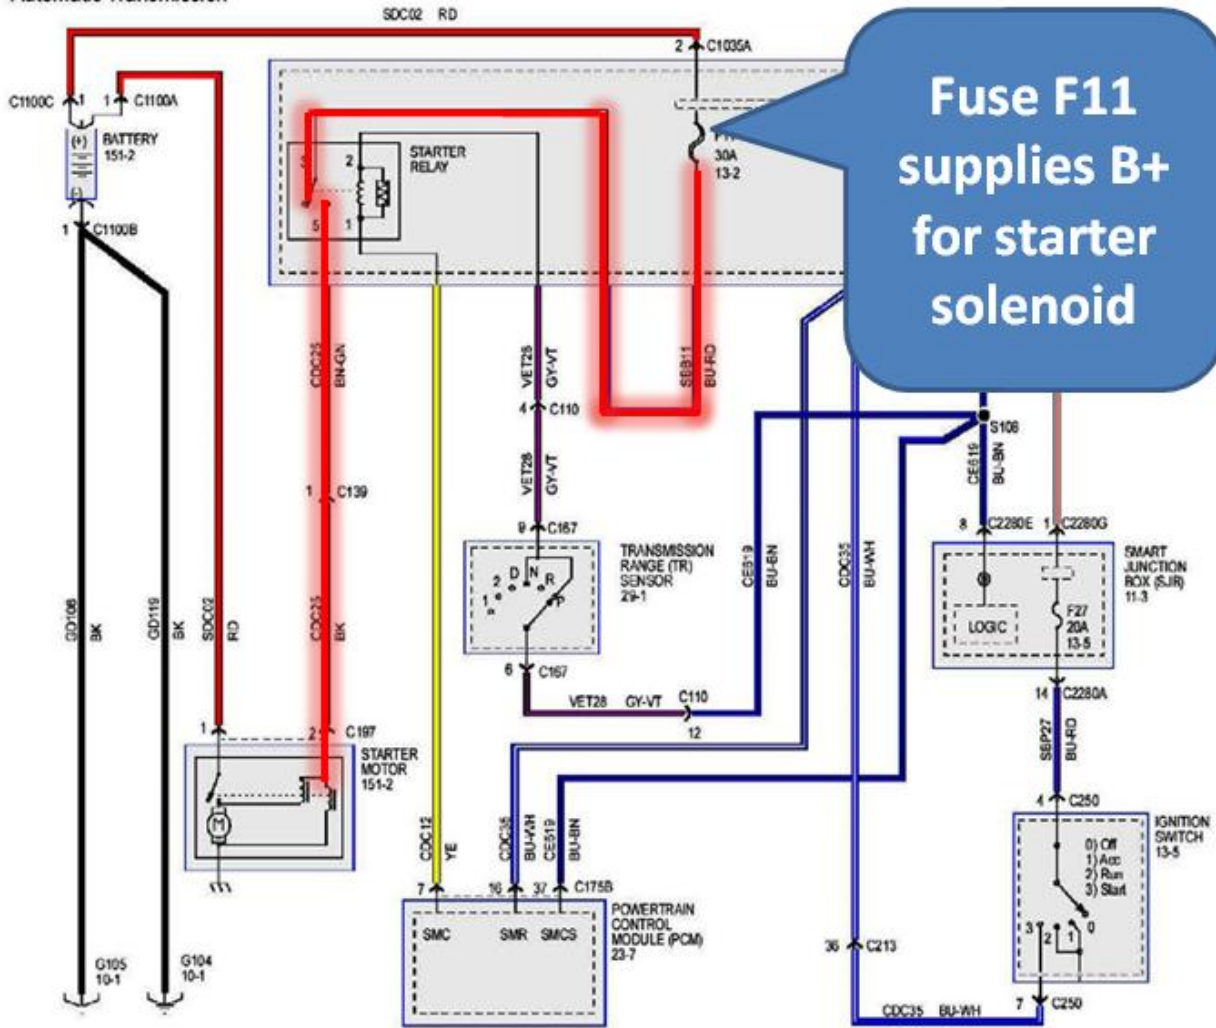 Automatic Transmission
SDC02 RD
2 C1035A
Fuse F11
supplies B+
for starter
solenoid
C1100C 1
1 C1100A
(+)
(-)
BATTERY
151-2
1 C1100B
3
2
5
1
STARTER
RELAY
30A
13-2
CDC25
BN-GN
VET28
GY-VT
SBB11
BU-RD
4 C110
VET28
GY-VT
S108
CE619
BU-BN
1 C139
9 C167
8 C2280E
1 C2280G
TRANSMISSION
RANGE (TR)
SENSOR
29-1
D N
2 R
1 P
CE619
BU-BN
CDC35
BU-WH
SMART
JUNCTION
BOX (SJB)
11-3
LOGIC
F27
20A
13-5
GD108
BK
GD119
BK
SDC02
RD
CDC25
BK
6 C167
VET28 GY-VT
C110
12
14 C2280A
SBP27
BU-RD
1
2 C197
STARTER
MOTOR
151-2
M
4 C250
IGNITION
SWITCH
13-5
0) Off
1) Acc
2) Run
3) Start
3
2
1
0
CDC12
YE
CDC35
BU-WH
CE619
BU-BN
7
16
37 C175B
SMC
SMR
SMCS
POWERTRAIN
CONTROL
MODULE (PCM)
23-7
36 C213
G105
10-1
G104
10-1
7 C250
CDC35 BU-WH